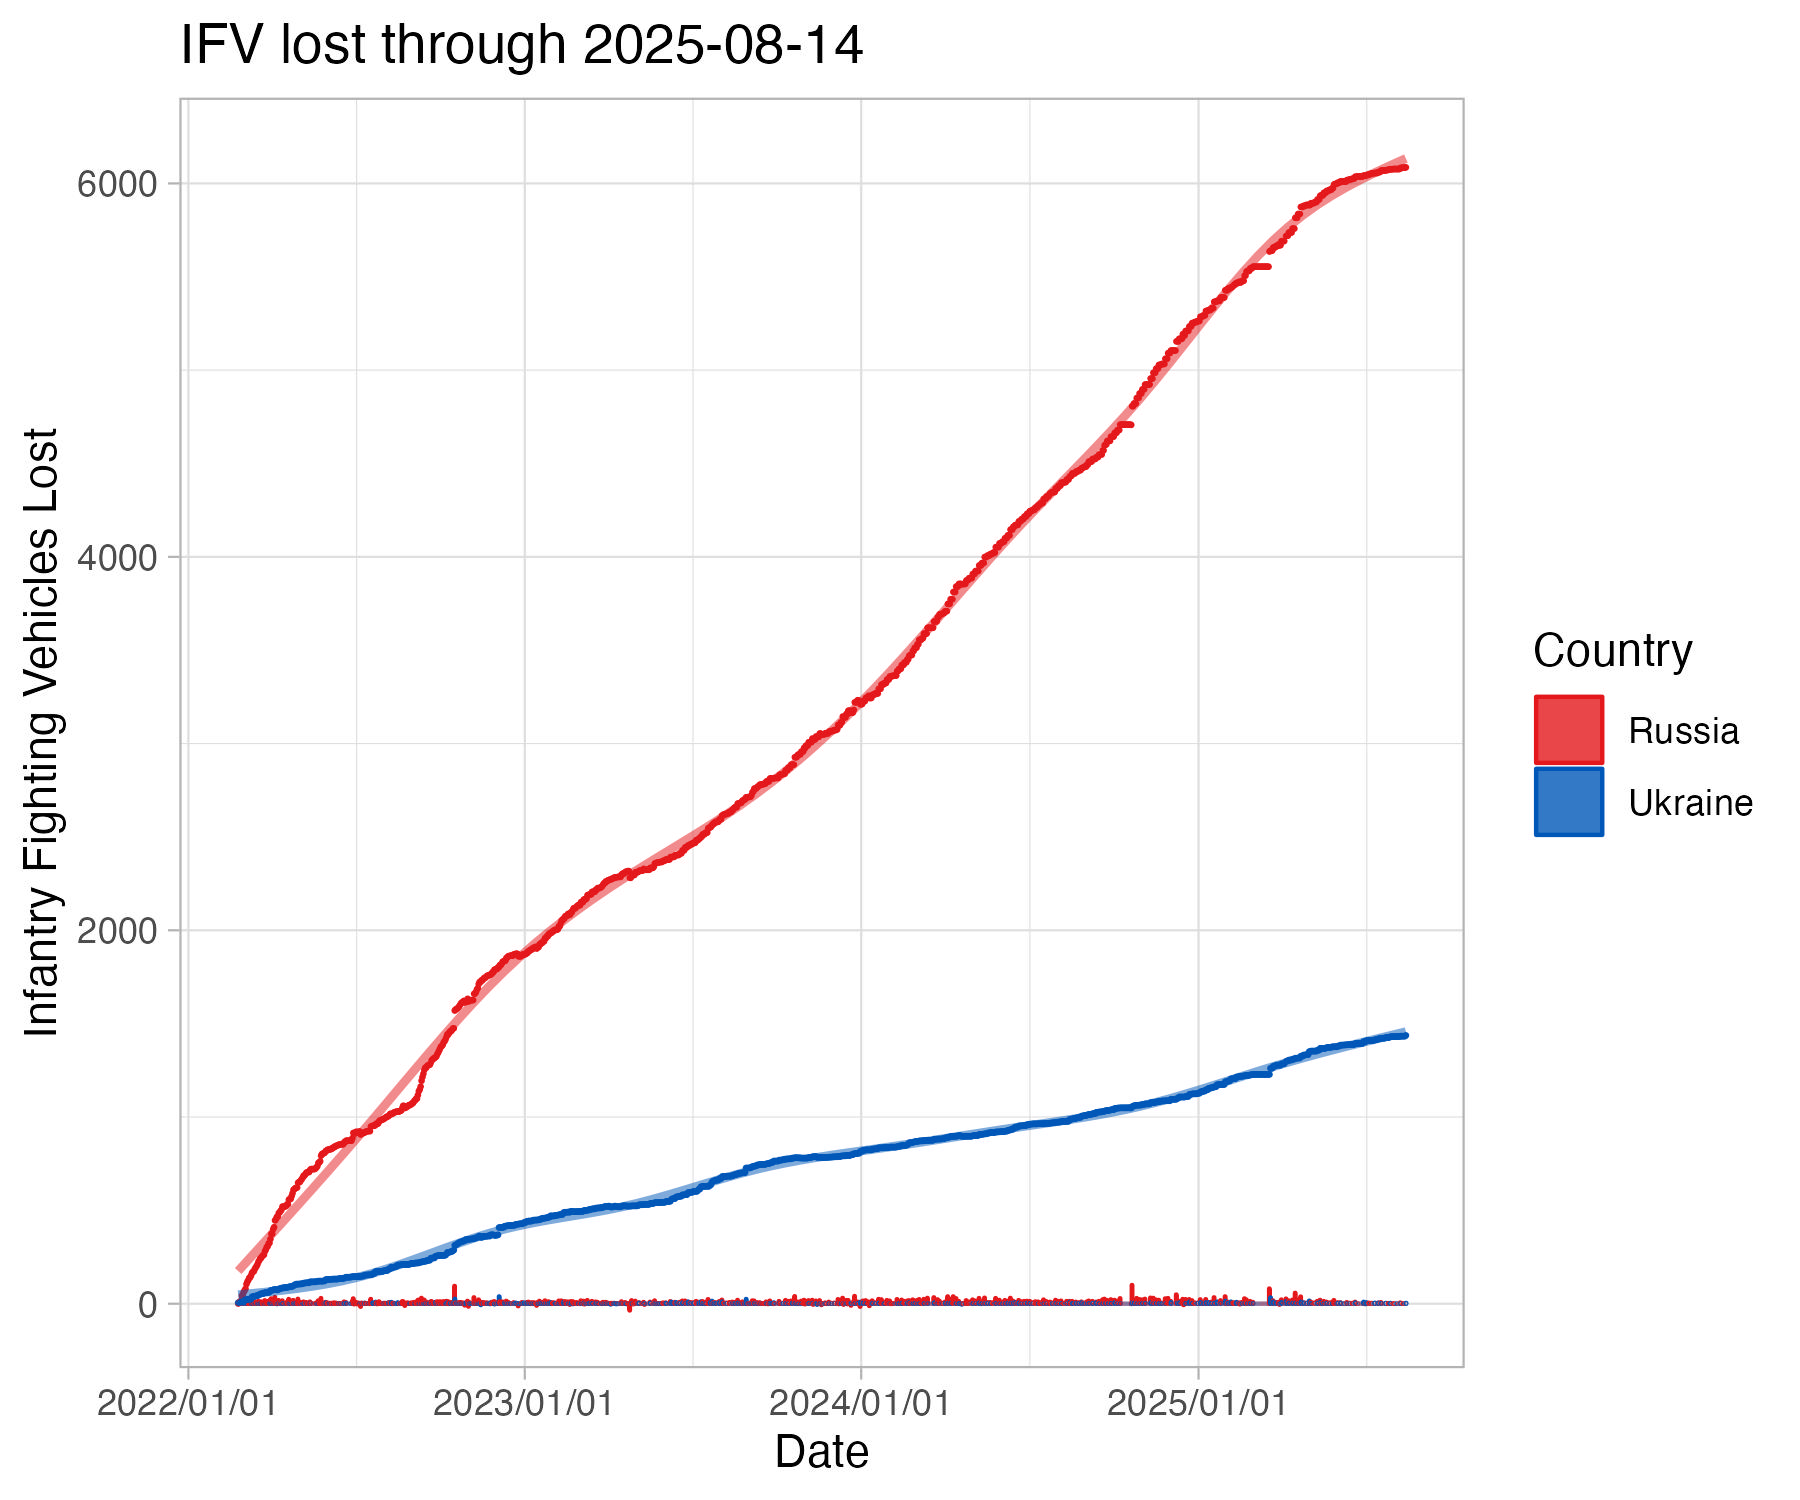 IFV lost through 2025-08-14
Infantry Fighting Vehicles Lost
6000
4000
2000
0
2022/01/01
2023/01/01
2024/01/01
2025/01/01
Date
Country
Russia
Ukraine